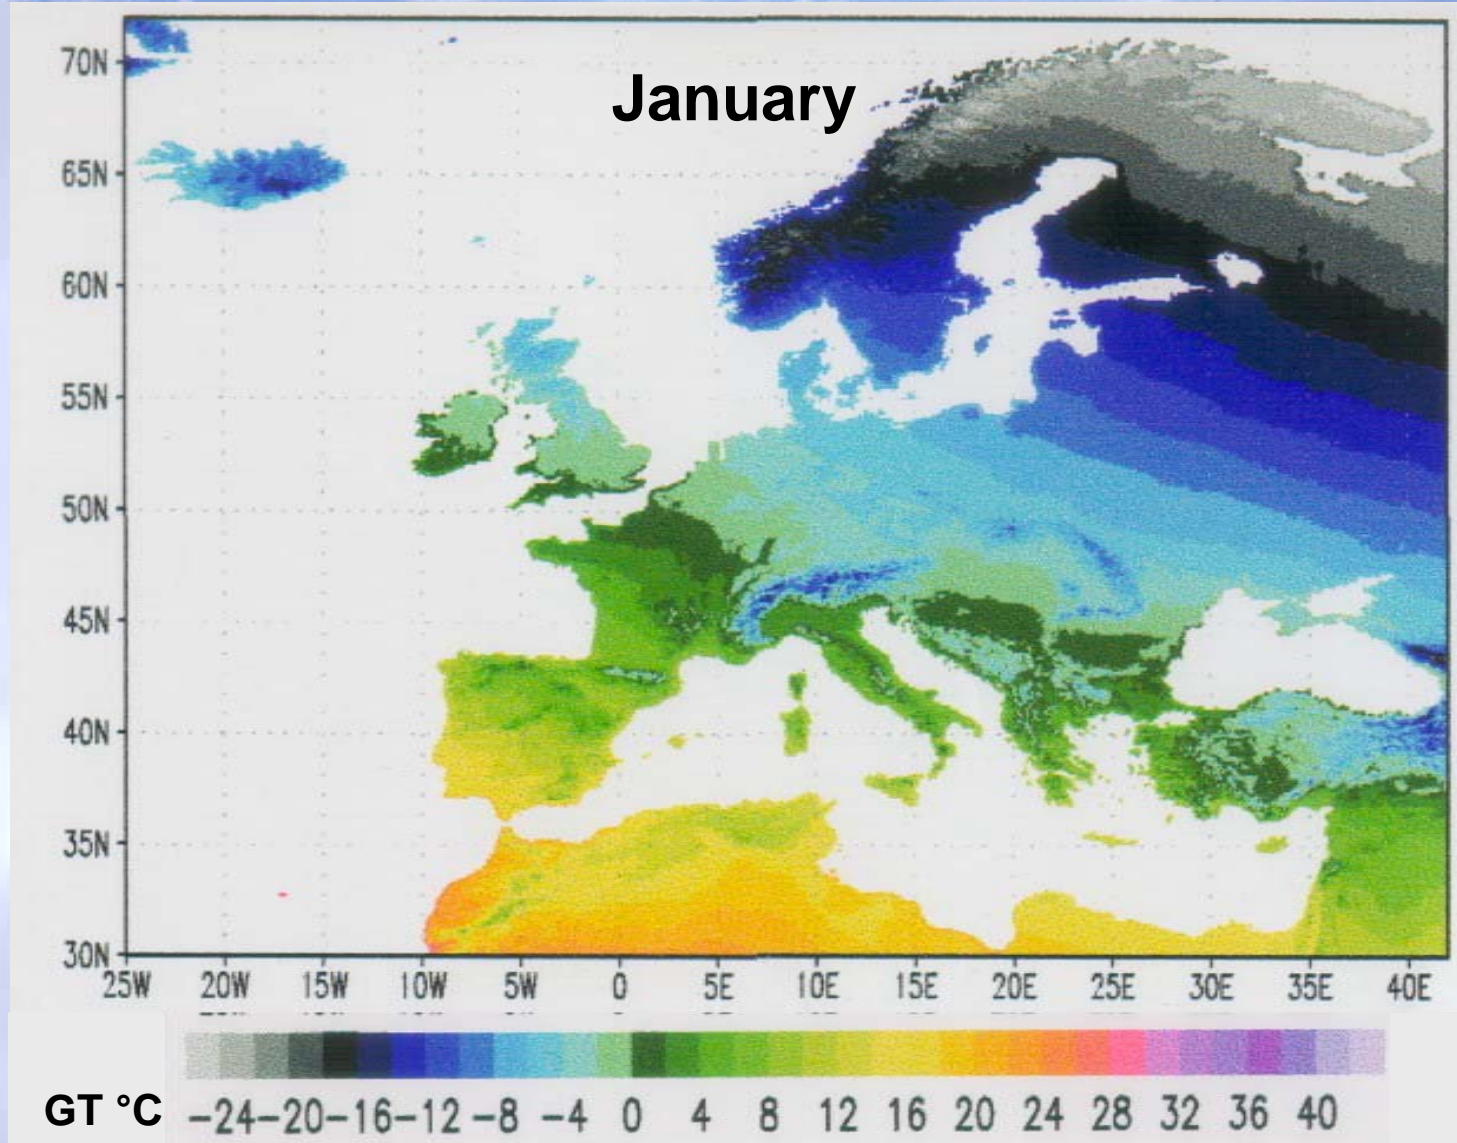 January
70N
65N
60N
55N
50N
45N
40N
35N
30N
25W 20W 15W 10W 5W 0 5E 10E 15E 20E 25E 30E 35E 40E
GT °C −24 −20 −16 −12 −8 −4 0 4 8 12 16 20 24 28 32 36 40